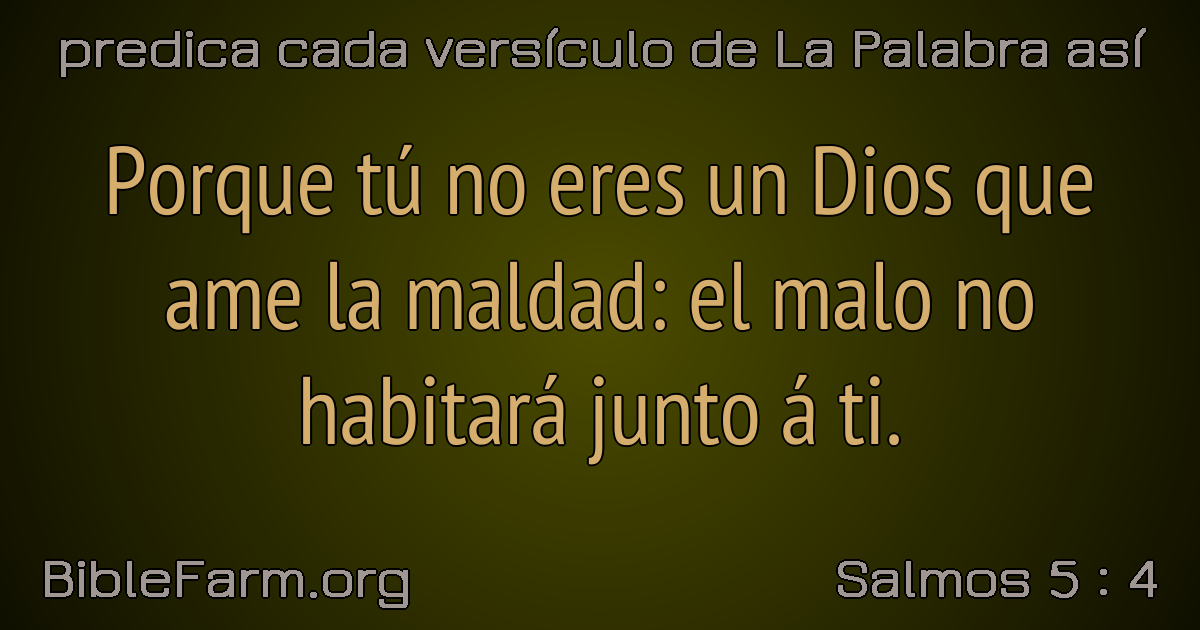 predica cada versículo de La Palabra así
Porque tú no eres un Dios que
ame la maldad: el malo no
habitará junto á ti.
BibleFarm.org
Salmos 5 : 4